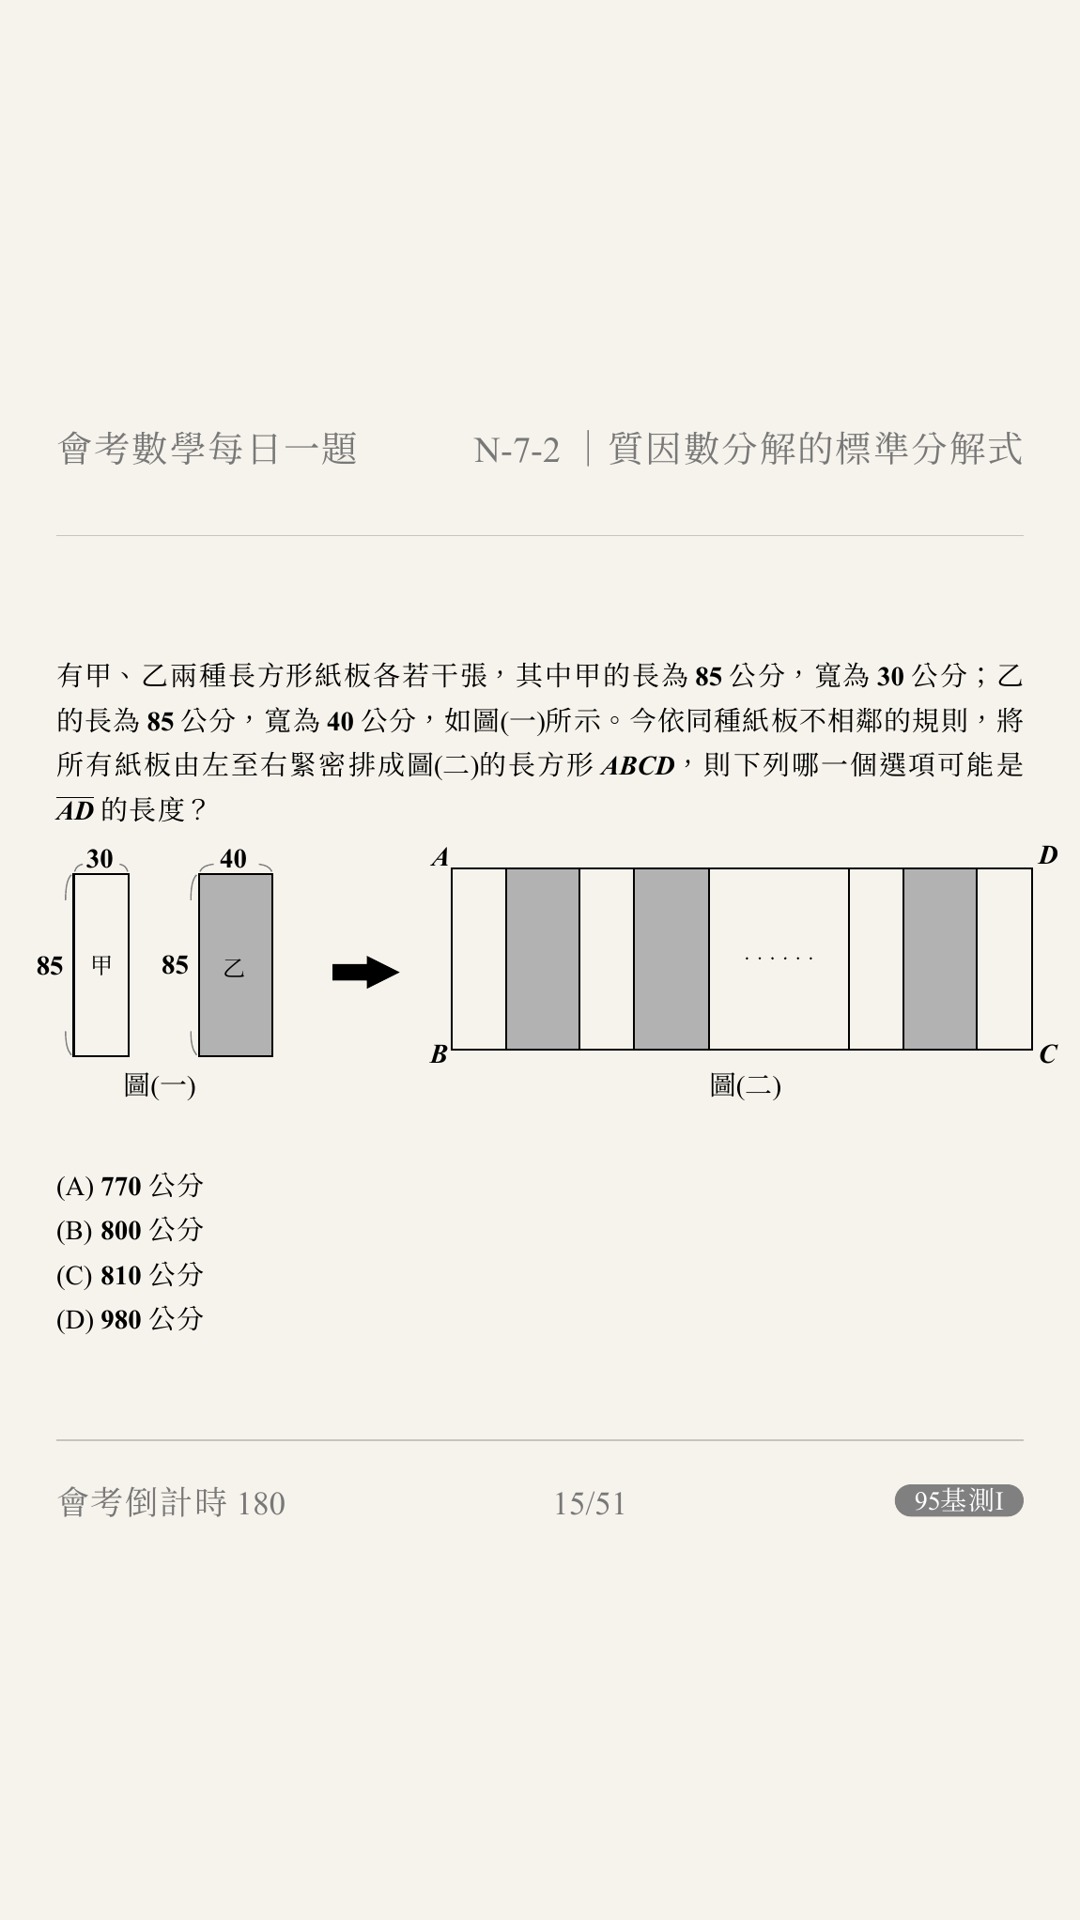 會考數學每日一題
N-7-2｜質因數分解的標準分解式
有甲、乙兩種長方形紙板各若干張，其中甲的長為 85 公分，寬為 30 公分；乙
的長為 85 公分，寬為 40 公分，如圖(一)所示。今依同種紙板不相鄰的規則，將
所有紙板由左至右緊密排成圖(二)的長方形 ABCD，則下列哪一個選項可能是
AD 的長度？
30
40
A
D
85
甲
85
乙
······
B
C
圖(一)
圖(二)
(A) 770 公分
(B) 800 公分
(C) 810 公分
(D) 980 公分
會考倒計時 180
15/51
95基測I